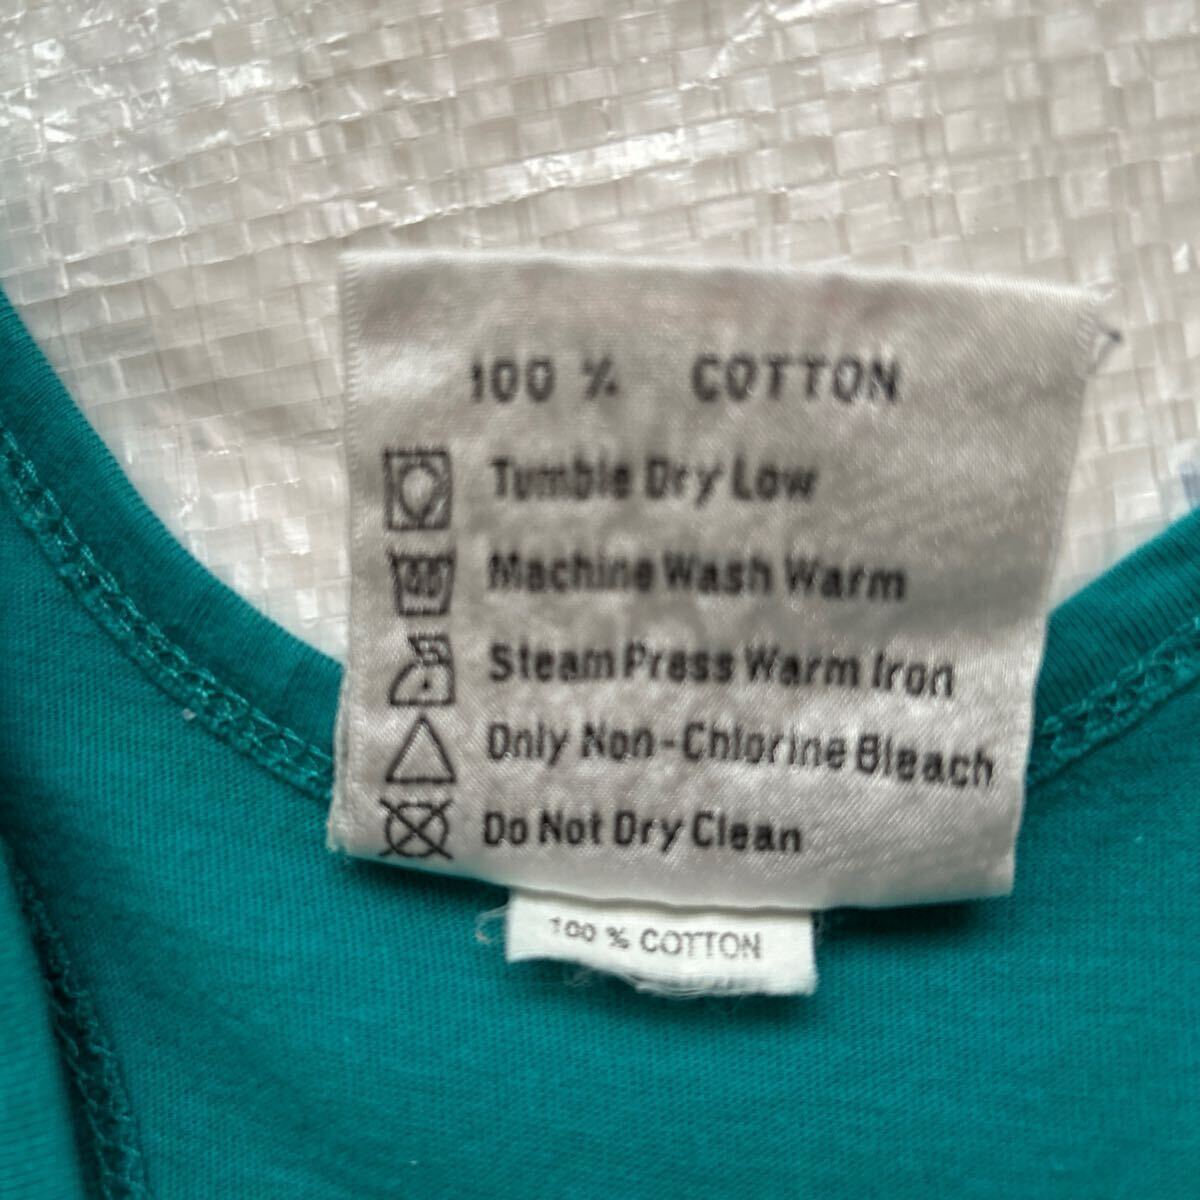 100 % COTTON
Tumble Dry Low
40 Machine Wash Warm
Steam Press Warm Iron
Only Non-Chlorine Bleach
Do Not Dry Clean
100 % COTTON